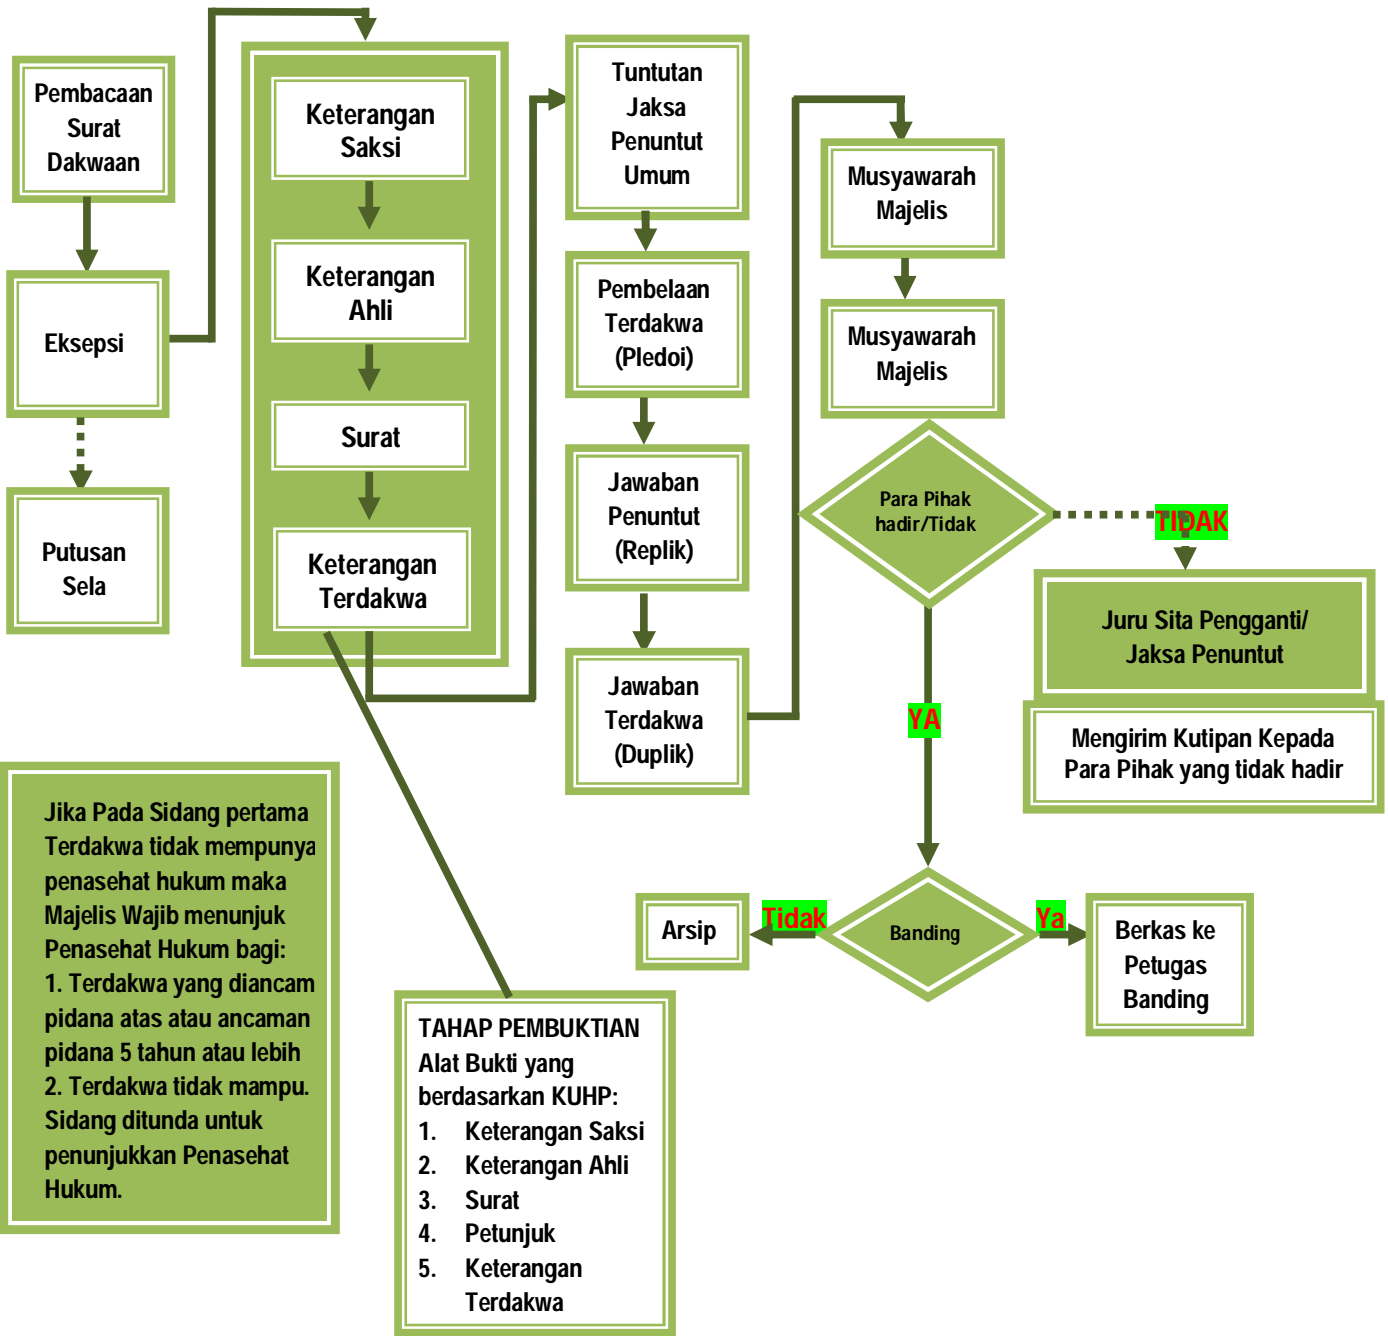 Pembacaan
Surat
Dakwaan
Eksepsi
Putusan
Sela
Keterangan
Saksi
Keterangan
Ahli
Surat
Keterangan
Terdakwa
Tuntutan
Jaksa
Penuntut
Umum
Pembelaan
Terdakwa
(Pledoi)
Jawaban
Penuntut
(Replik)
Jawaban
Terdakwa
(Duplik)
Musyawarah
Majelis
Musyawarah
Majelis
Para Pihak
hadir/Tidak
TIDAK
Juru Sita Pengganti/
Jaksa Penuntut
Mengirim Kutipan Kepada
Para Pihak yang tidak hadir
YA
Banding
Tidak
Arsip
Ya
Berkas ke
Petugas
Banding
Jika Pada Sidang pertama
Terdakwa tidak mempunya
penasehat hukum maka
Majelis Wajib menunjuk
Penasehat Hukum bagi:
1. Terdakwa yang diancam
pidana atas atau ancaman
pidana 5 tahun atau lebih
2. Terdakwa tidak mampu.
Sidang ditunda untuk
penunjukkan Penasehat
Hukum.
TAHAP PEMBUKTIAN
Alat Bukti yang
berdasarkan KUHP:
1. Keterangan Saksi
2. Keterangan Ahli
3. Surat
4. Petunjuk
5. Keterangan
Terdakwa